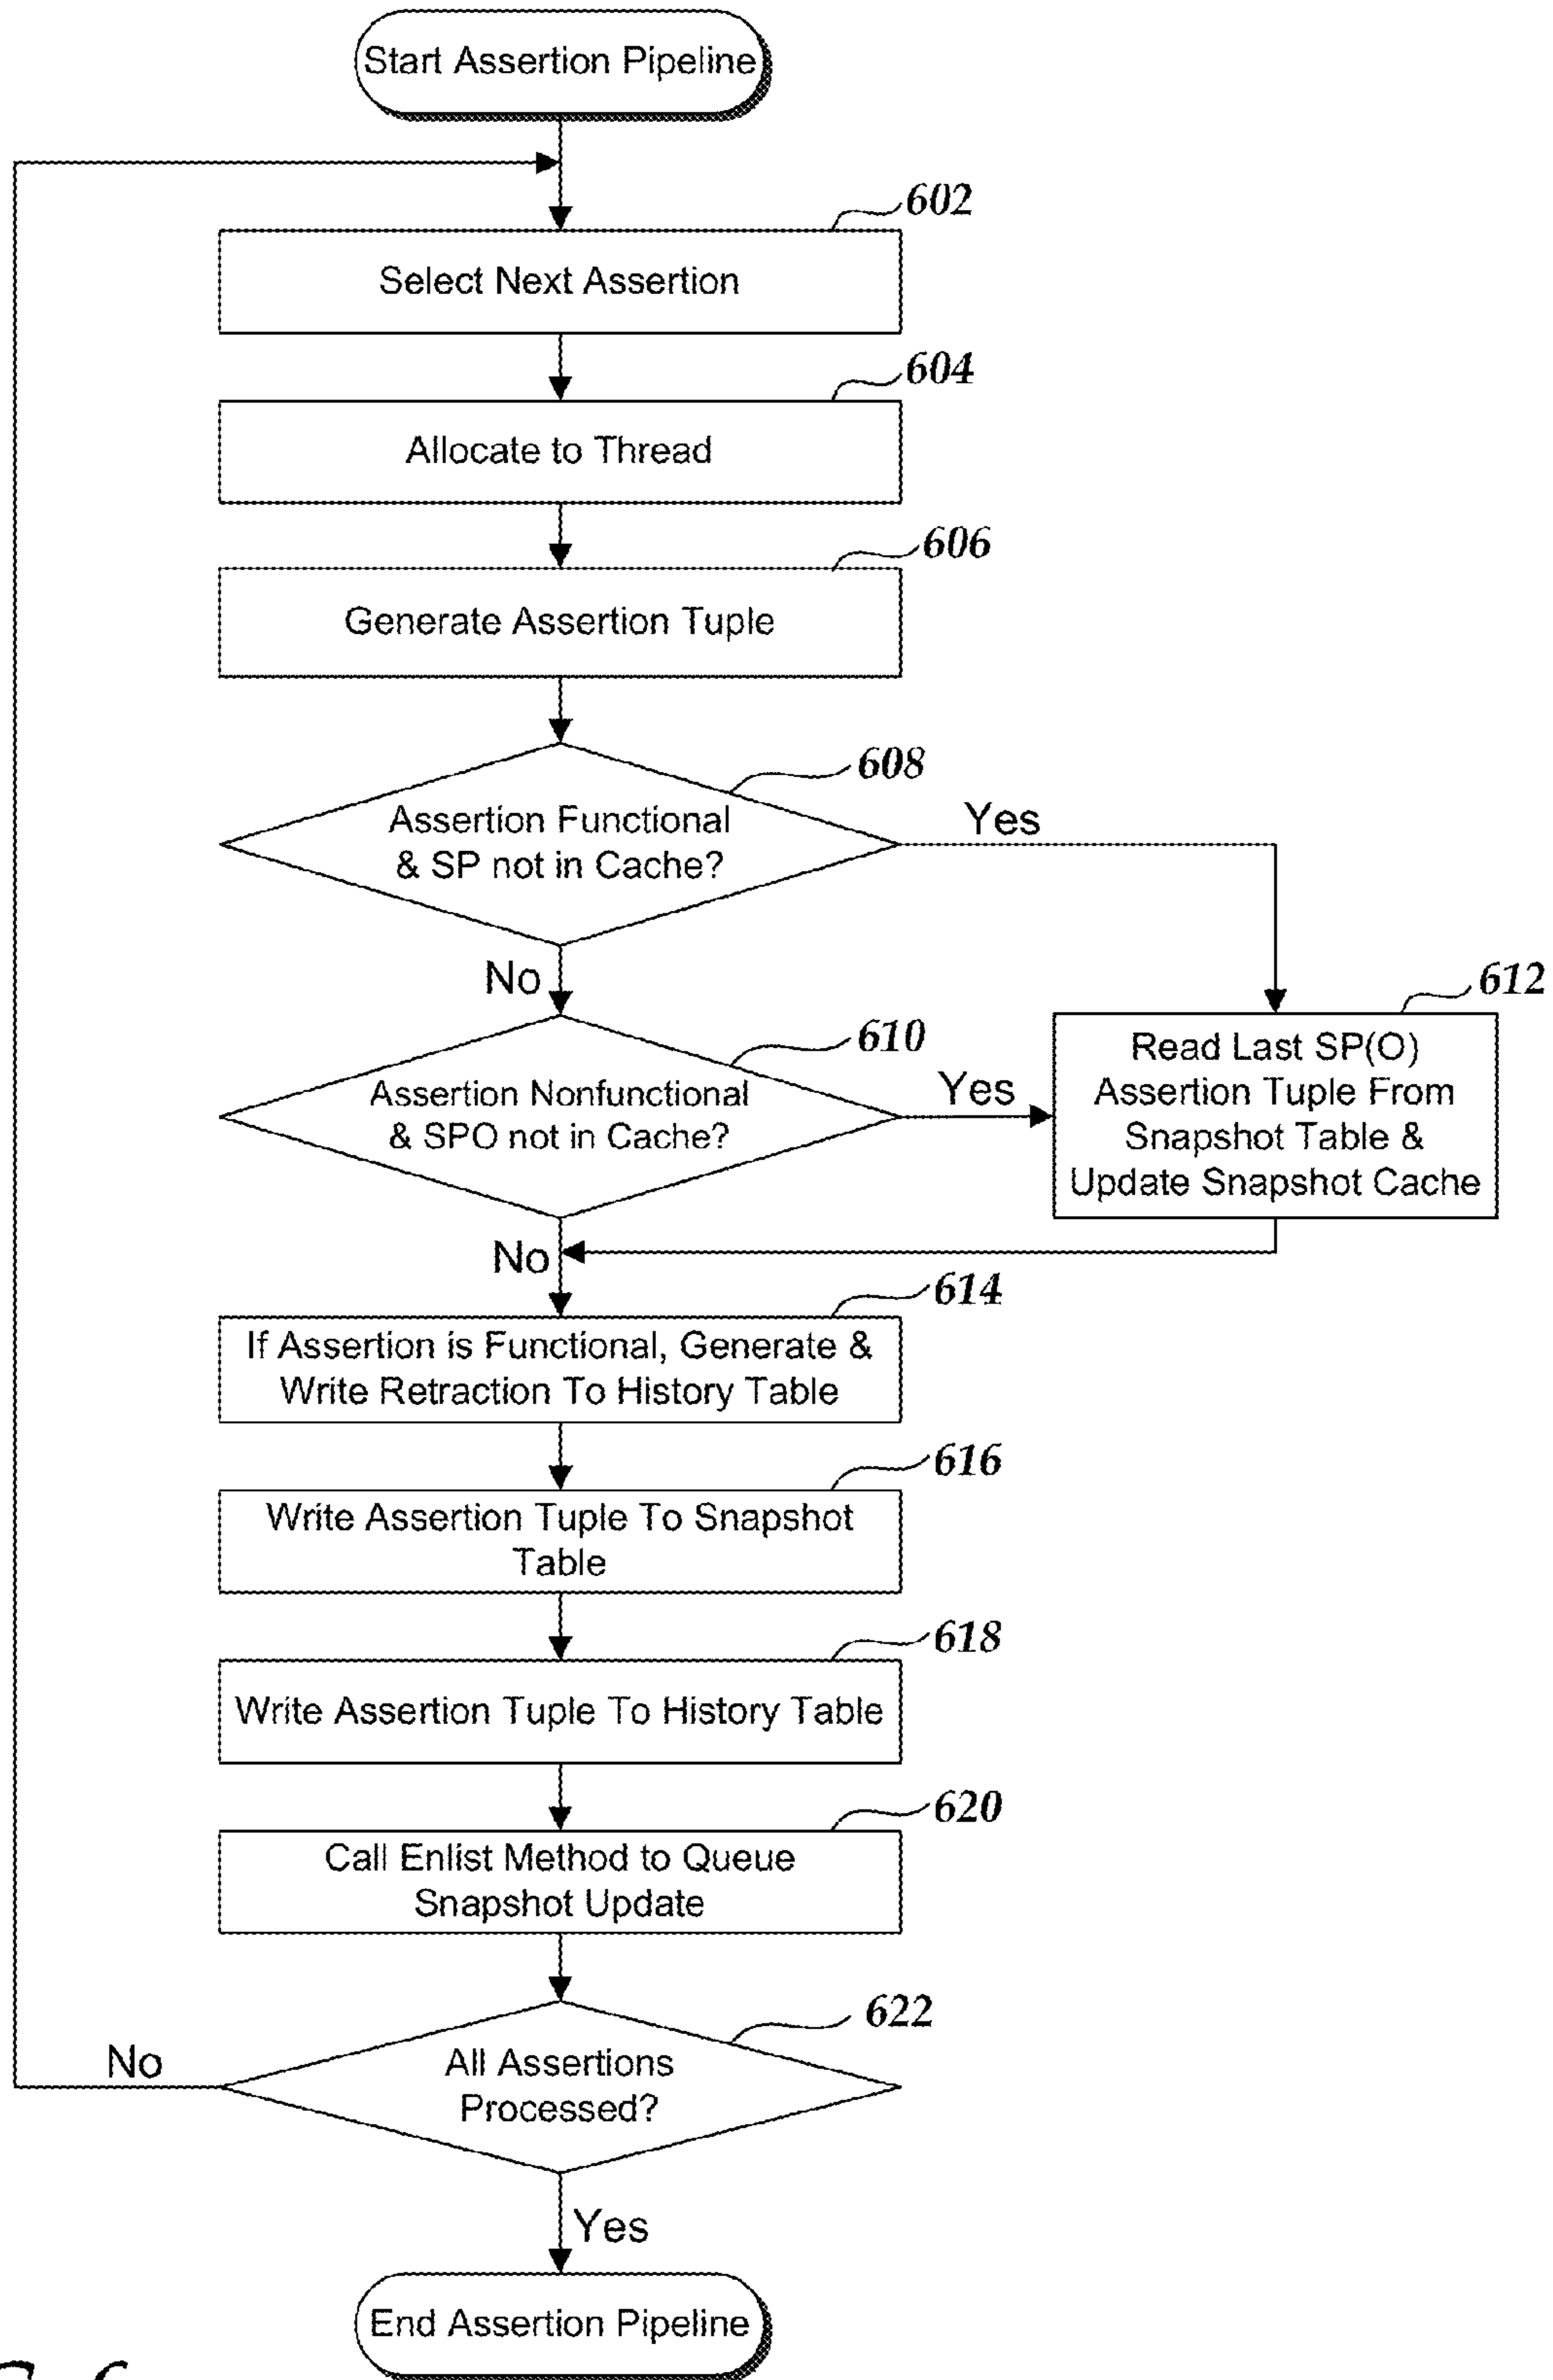 Start Assertion Pipeline
602
Select Next Assertion
604
Allocate to Thread
606
Generate Assertion Tuple
608
Assertion Functional
& SP not in Cache?
Yes
No
612
610
Assertion Nonfunctional
& SPO not in Cache?
Yes
Read Last SP(O)
Assertion Tuple From
Snapshot Table &
Update Snapshot Cache
No
614
If Assertion is Functional, Generate &
Write Retraction To History Table
616
Write Assertion Tuple To Snapshot
Table
618
Write Assertion Tuple To History Table
620
Call Enlist Method to Queue
Snapshot Update
622
All Assertions
Processed?
No
Yes
End Assertion Pipeline